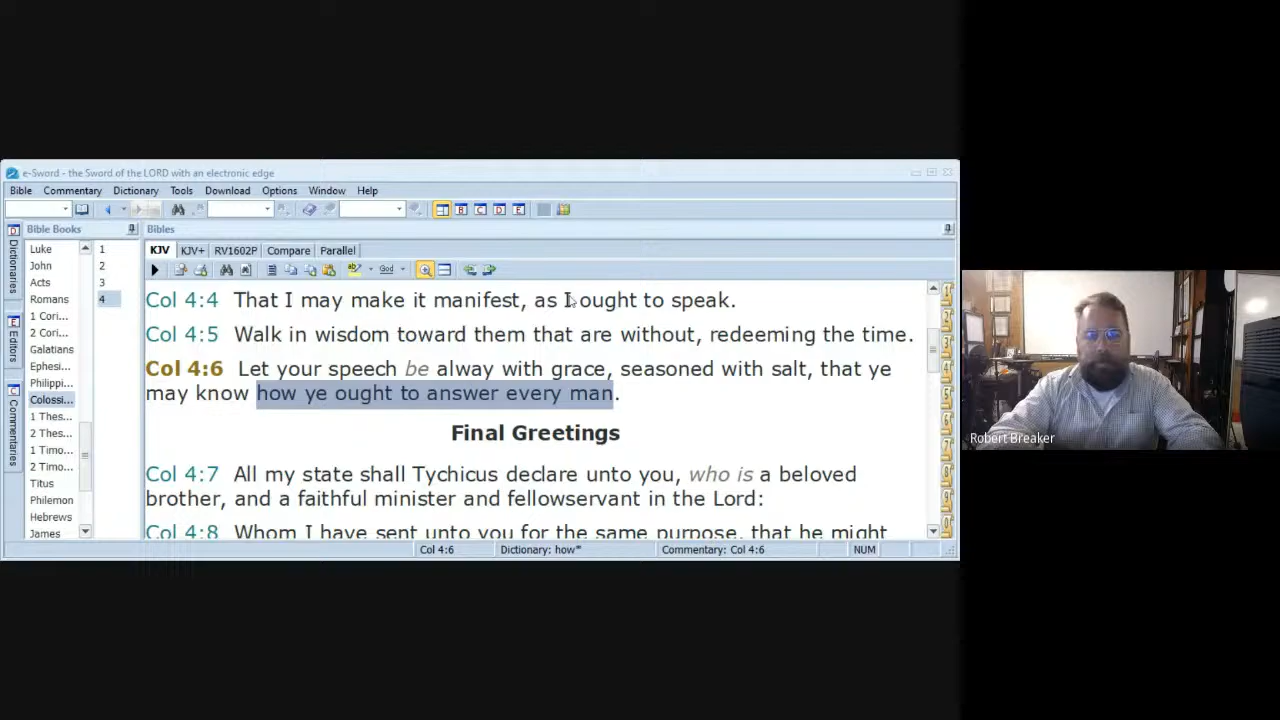 e-Sword - the Sword of the LORD with an electronic edge
Bible Commentary Dictionary Tools Download Options Window Help
Bible Books
Bibles
Dictionaries
Editors
Commentaries
Luke
John
Acts
Romans
1 Cori...
2 Cori...
Galatians
Ephesi...
Philippi...
Colossi...
1 Thes...
2 Thes...
1 Timo...
2 Timo...
Titus
Philemon
Hebrews
James
1
2
3
4
KJV KJV+ RV1602P Compare Parallel
Col 4:4 That I may make it manifest, as I ought to speak.
Col 4:5 Walk in wisdom toward them that are without, redeeming the time.
Col 4:6 Let your speech be alway with grace, seasoned with salt, that ye
may know how ye ought to answer every man.
Final Greetings
Col 4:7 All my state shall Tychicus declare unto you, who is a beloved
brother, and a faithful minister and fellowservant in the Lord:
Col 4:8 Whom I have sent unto you for the same purpose, that he might
Col 4:6 Dictionary: how* Commentary: Col 4:6 NUM
Robert Breaker